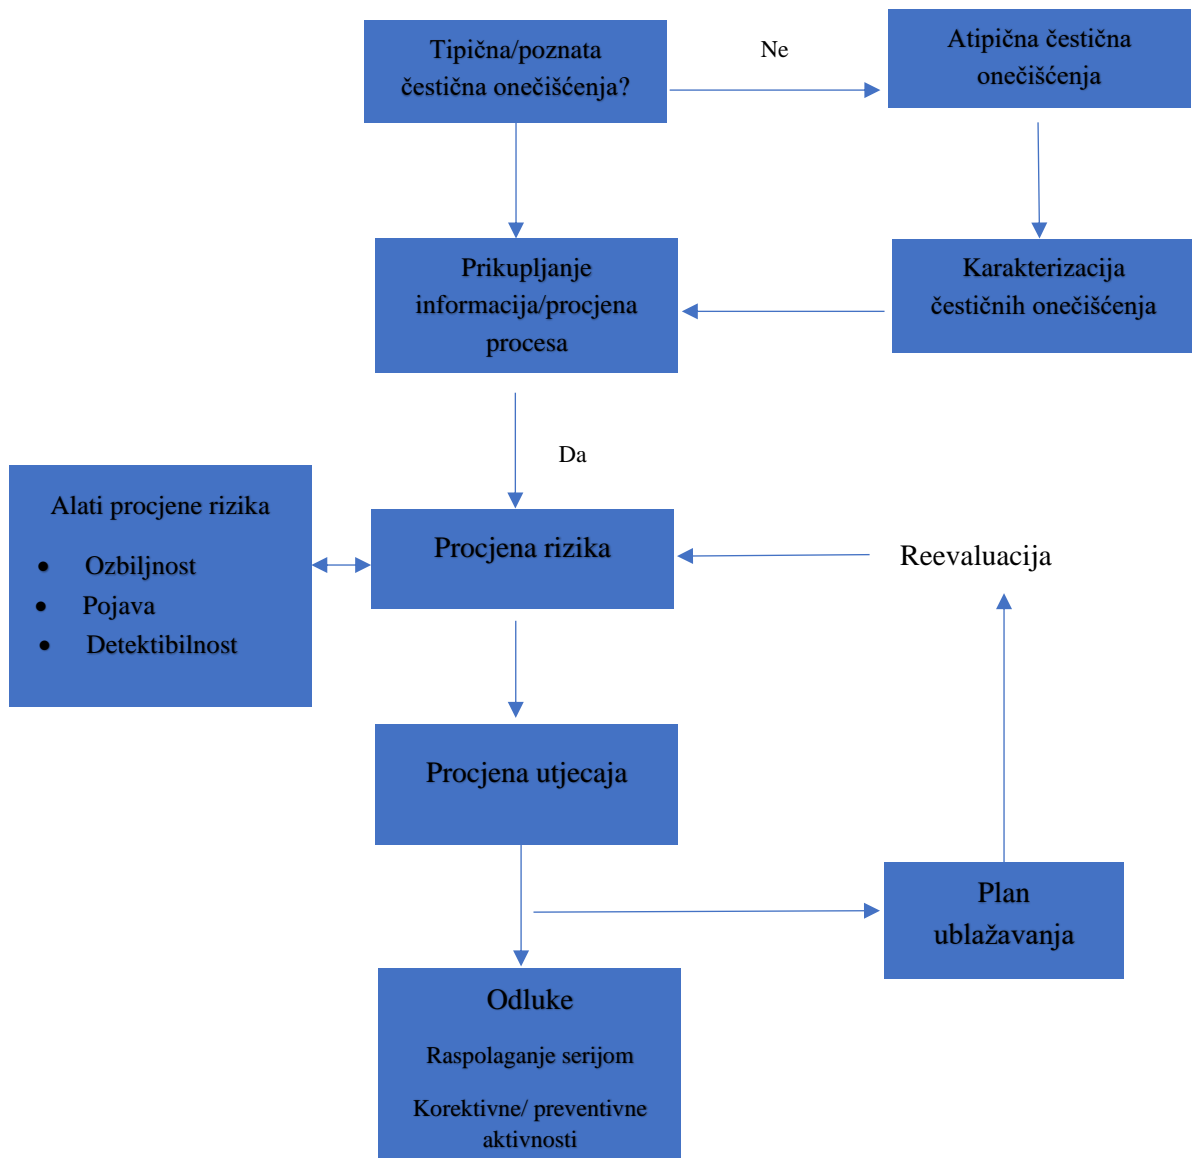 Tipična/poznata
čestična onečišćenja?
Ne
Atipična čestična
onečišćenja
Prikupljanje
informacija/procjena
procesa
Karakterizacija
čestičnih onečišćenja
Da
Alati procjene rizika
• Ozbiljnost
• Pojava
• Detektibilnost
Procjena rizika
Reevaluacija
Procjena utjecaja
Plan
ublažavanja
Odluke
Raspolaganje serijom
Korektivne/ preventivne
aktivnosti